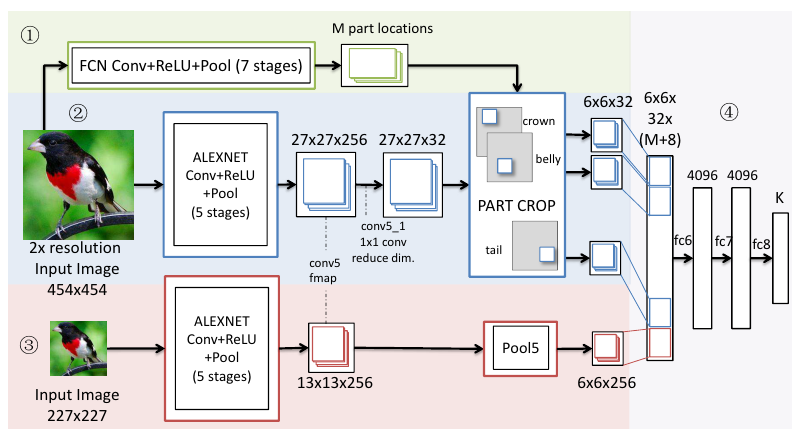 ①
M part locations
FCN Conv+ReLU+Pool (7 stages)
②
ALEXNET
Conv+ReLU
+Pool
(5 stages)
27x27x256
27x27x32
conv5_1
1x1 conv
reduce dim.
conv5
fmap
2x resolution
Input Image
454x454
crown
belly
PART CROP
tail
6x6x32
6x6x
32x
(M+8)
④
4096
4096
K
fc6
fc7
fc8
③
Input Image
227x227
ALEXNET
Conv+ReLU
+Pool
(5 stages)
13x13x256
Pool5
6x6x256